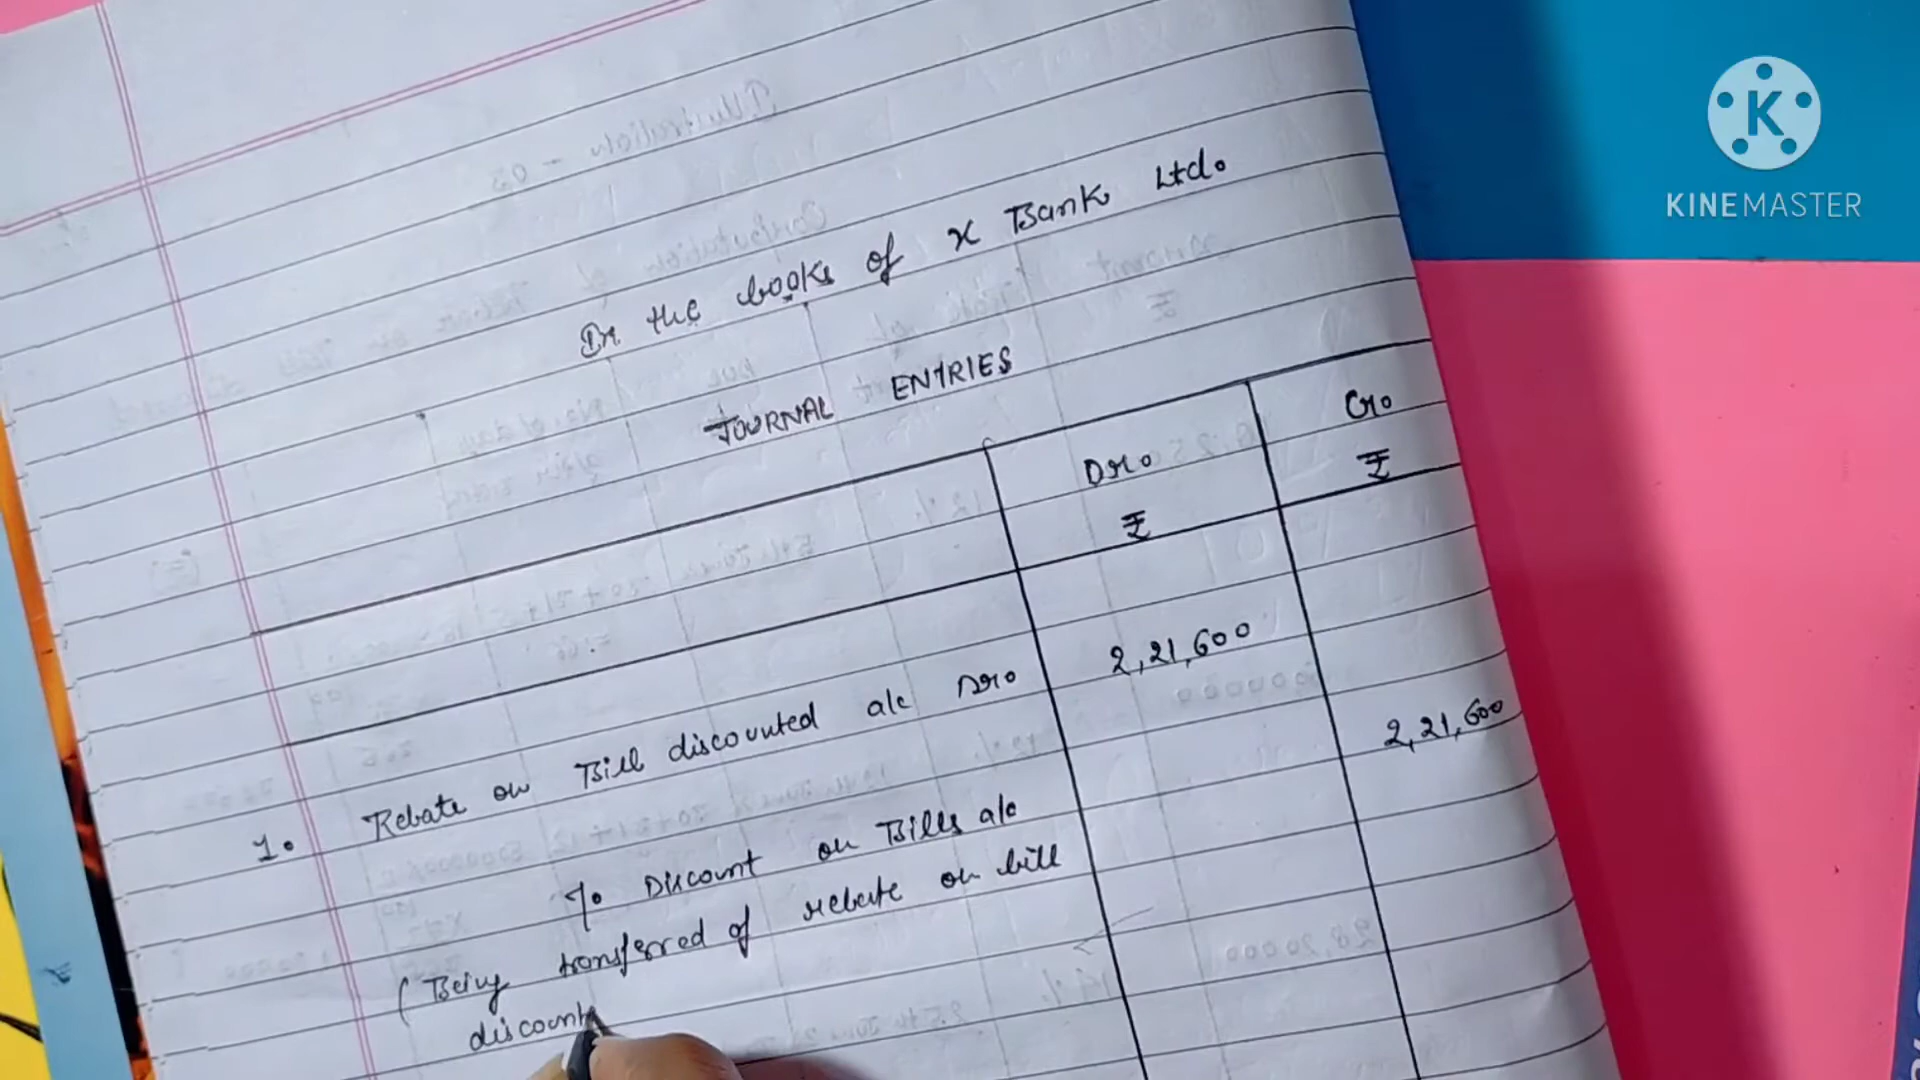 In the books of X Bank Ltd.
JOURNAL ENTRIES
Dr. Cr.
₹ ₹
1. Rebate on Bill discounted a/c Dr. 2,21,600
To Discount on Bills a/c 2,21,600
(Being transferred of rebate on bill
discount
K
KINEMASTER